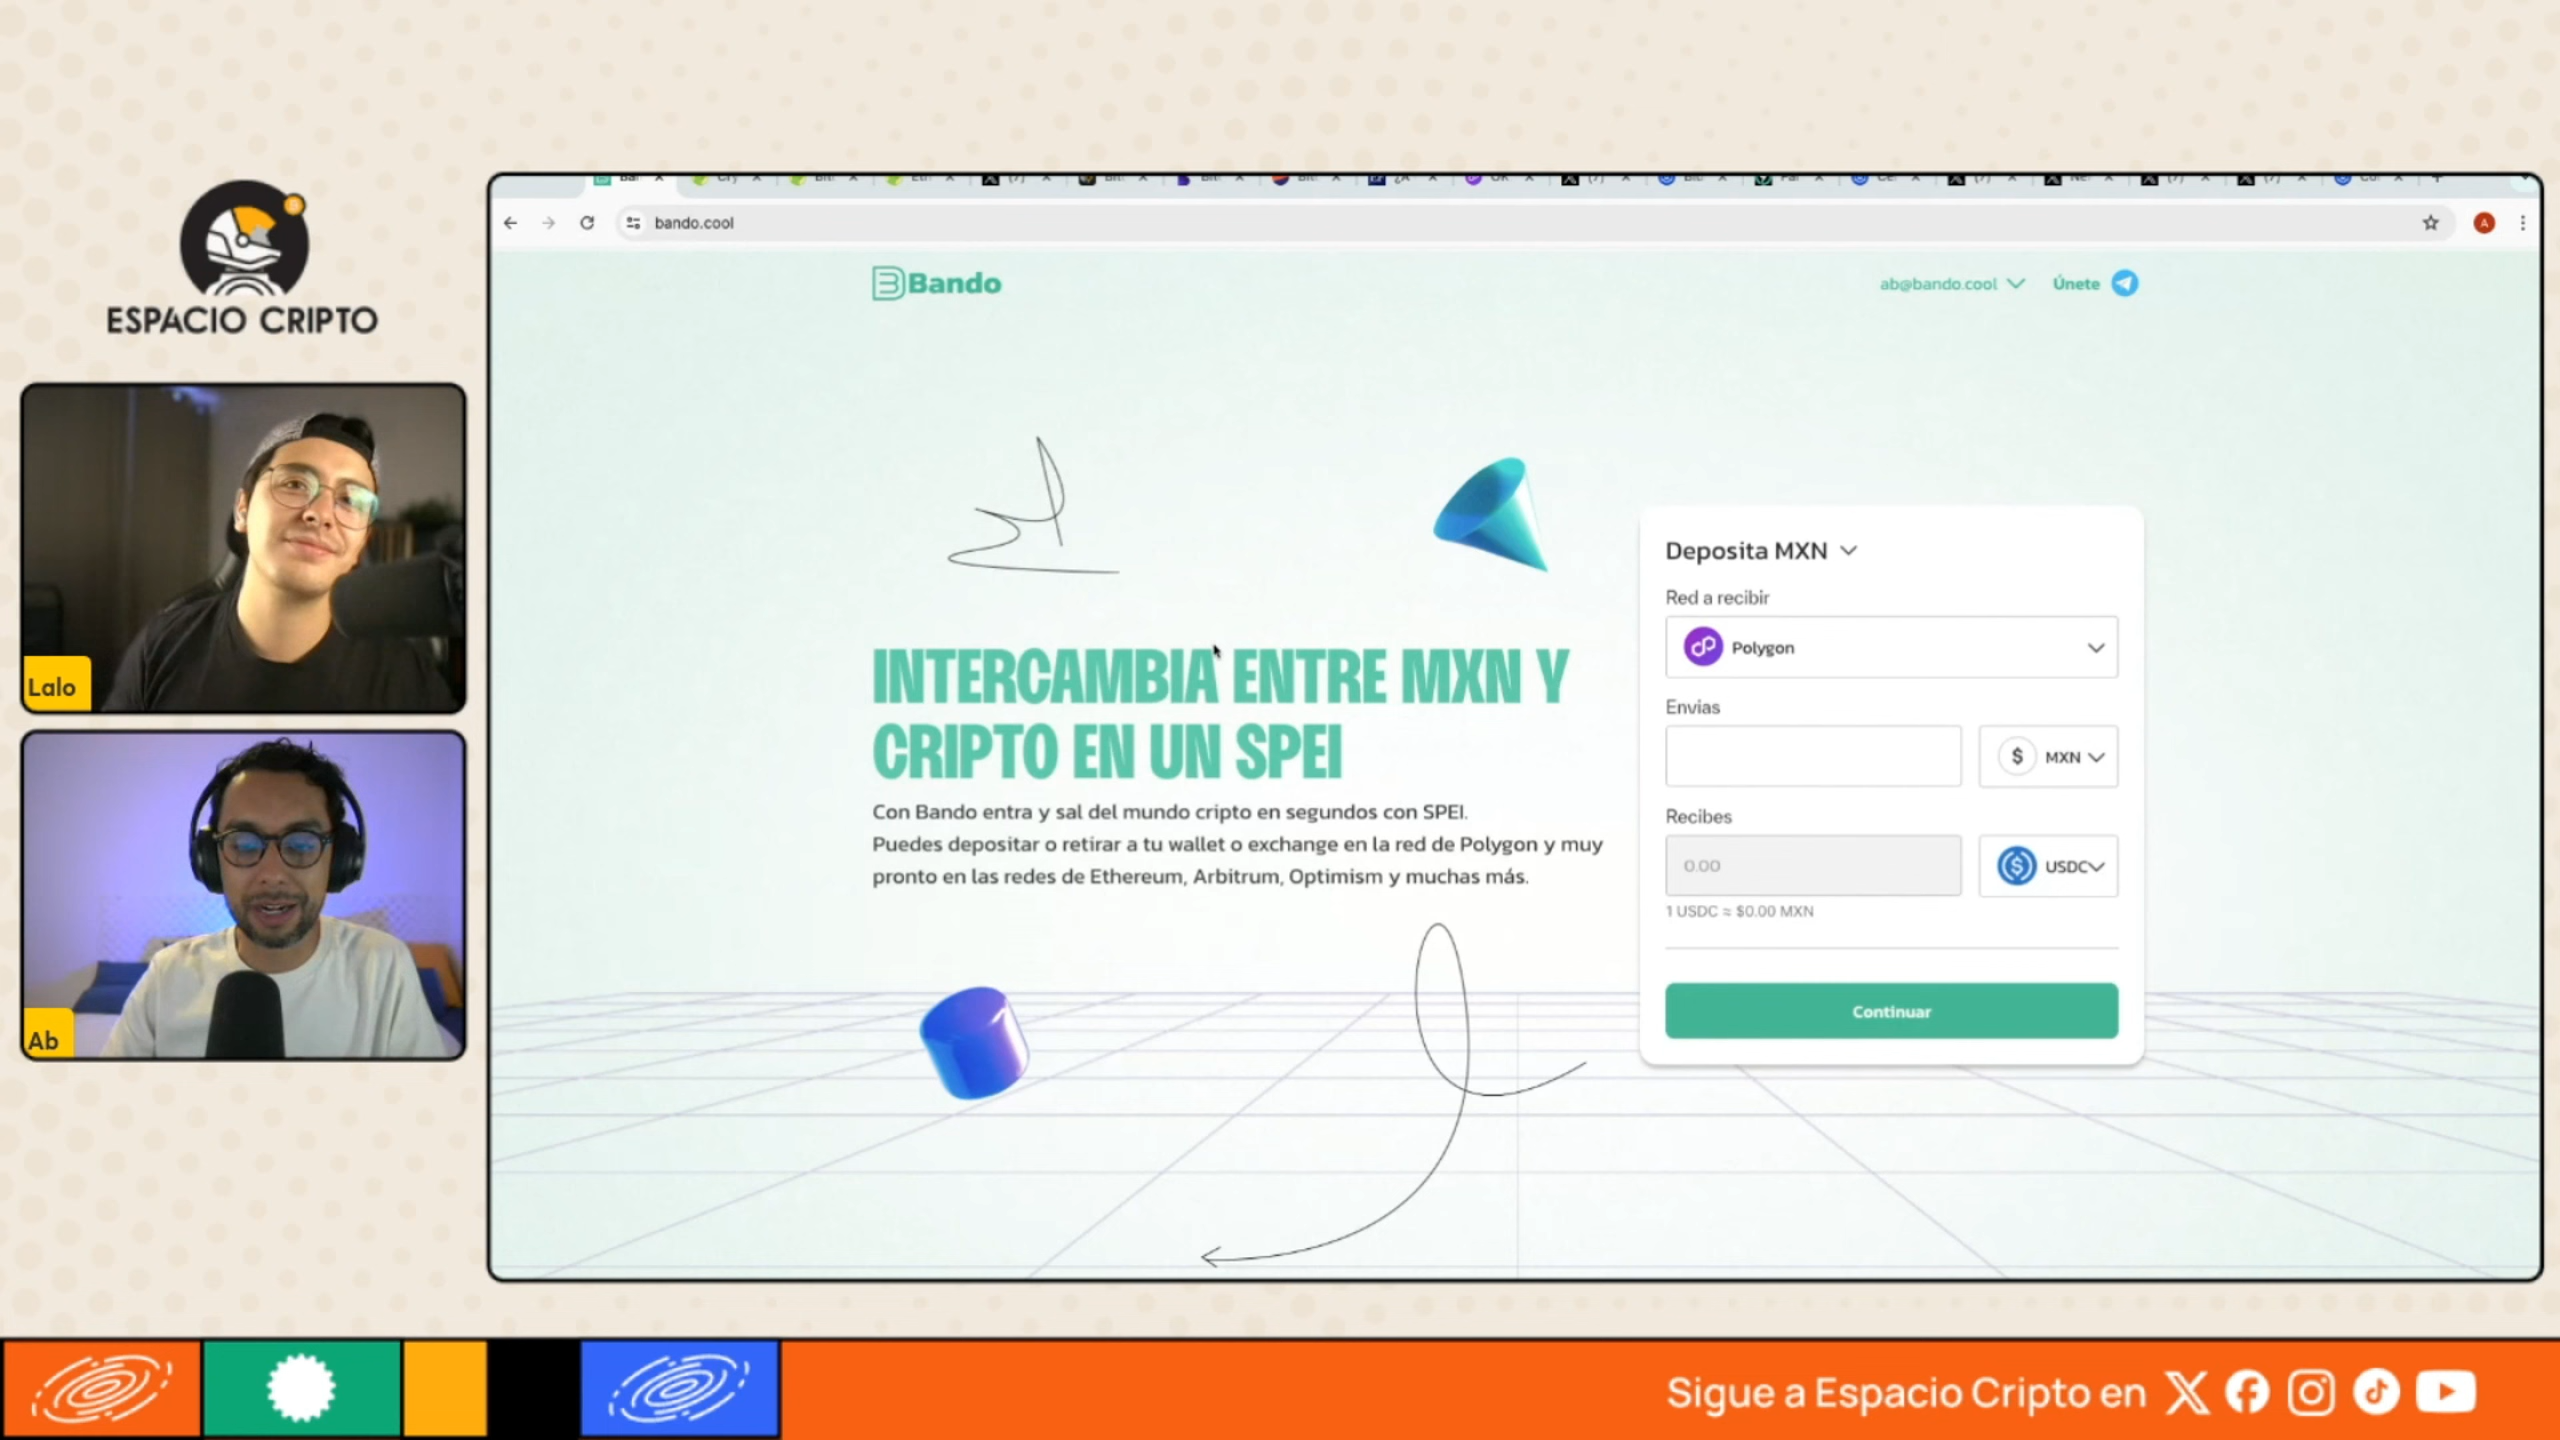 ESPACIO CRIPTO
Lalo
Ab
bando.cool
A
Bando
ab@bando.cool
Únete
INTERCAMBIA ENTRE MXN Y
CRIPTO EN UN SPEI
Con Bando entra y sal del mundo cripto en segundos con SPEI.
Puedes depositar o retirar a tu wallet o exchange en la red de Polygon y muy
pronto en las redes de Ethereum, Arbitrum, Optimism y muchas más.
Deposita MXN
Red a recibir
Polygon
Envias
$ MXN
Recibes
0.00
USDC
1 USDC ≈ $0.00 MXN
Continuar
Sigue a Espacio Cripto en